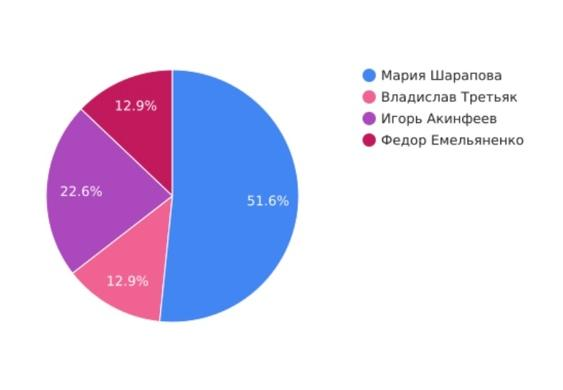 Мария Шарапова
Владислав Третьяк
Игорь Акинфеев
Федор Емельяненко
12.9%
22.6%
51.6%
12.9%